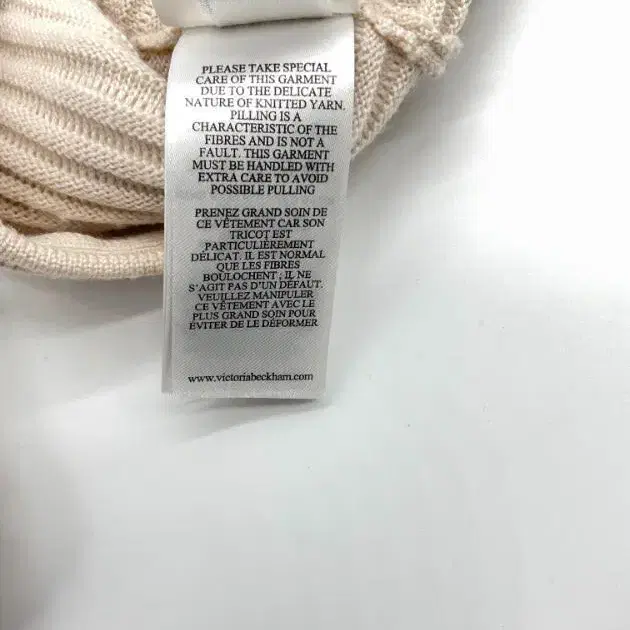 PLEASE TAKE SPECIAL
CARE OF THIS GARMENT
DUE TO THE DELICATE
NATURE OF KNITTED YARN.
PILLING IS A
CHARACTERISTIC OF THE
FIBRES AND IS NOT A
FAULT. THIS GARMENT
MUST BE HANDLED WITH
EXTRA CARE TO AVOID
POSSIBLE PULLING
PRENEZ GRAND SOIN DE
CE VÊTEMENT CAR SON
TRICOT EST
PARTICULIÈREMENT
DÉLICAT. IL EST NORMAL
QUE LES FIBRES
BOULOCHENT ; IL NE
S'AGIT PAS D'UN DÉFAUT.
VEUILLEZ MANIPULER
CE VÊTEMENT AVEC LE
PLUS GRAND SOIN POUR
ÉVITER DE LE DÉFORMER
www.victoriabeckham.com